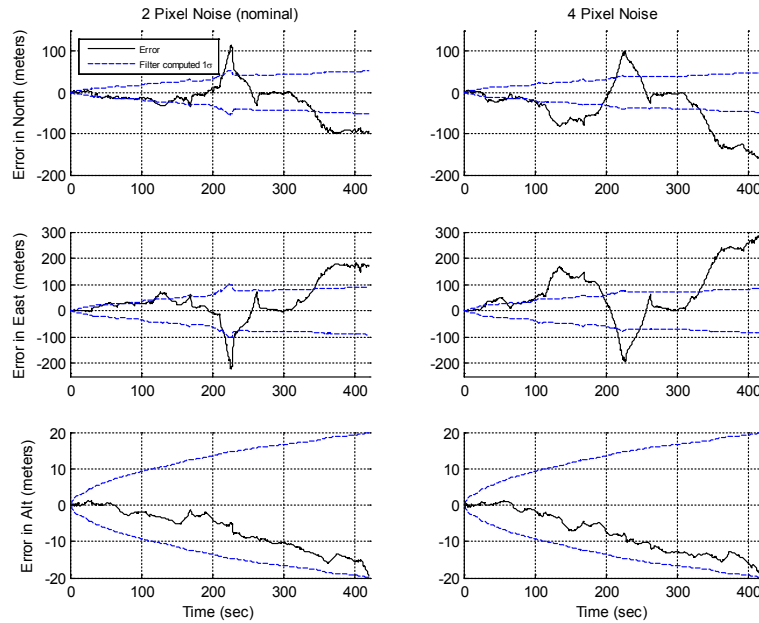 2 Pixel Noise (nominal)
4 Pixel Noise
Error
Filter computed 1σ
Error in North (meters)
100
0
-100
-200
0 100 200 300 400
100
0
-100
-200
0 100 200 300 400
Error in East (meters)
300
200
100
0
-100
-200
0 100 200 300 400
300
200
100
0
-100
-200
0 100 200 300 400
Error in Alt (meters)
20
10
0
-10
-20
0 100 200 300 400
Time (sec)
20
10
0
-10
-20
0 100 200 300 400
Time (sec)